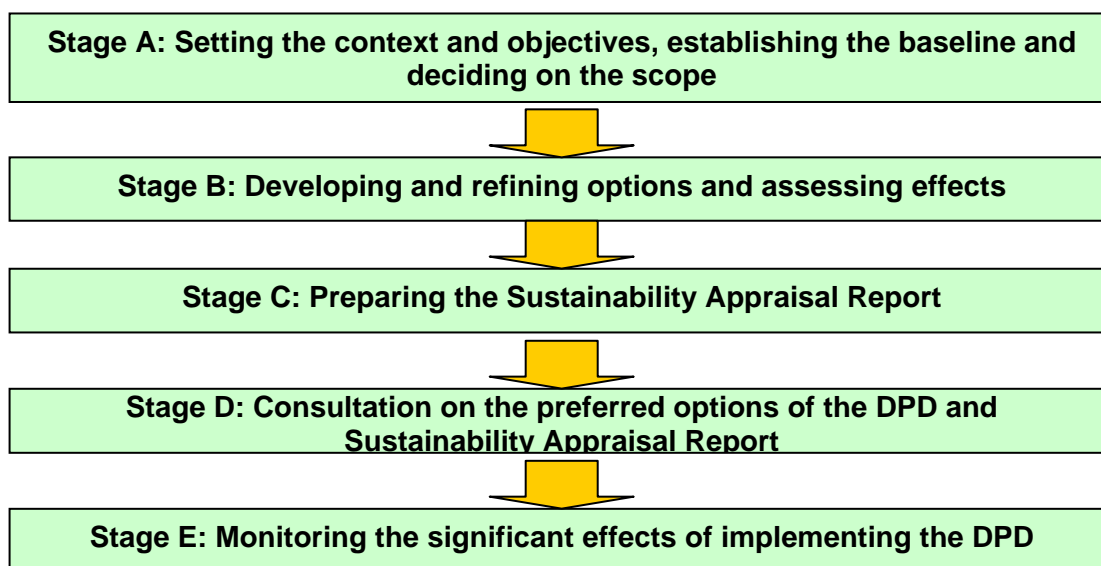 Stage A: Setting the context and objectives, establishing the baseline and
deciding on the scope
Stage B: Developing and refining options and assessing effects
Stage C: Preparing the Sustainability Appraisal Report
Stage D: Consultation on the preferred options of the DPD and
Sustainability Appraisal Report
Stage E: Monitoring the significant effects of implementing the DPD